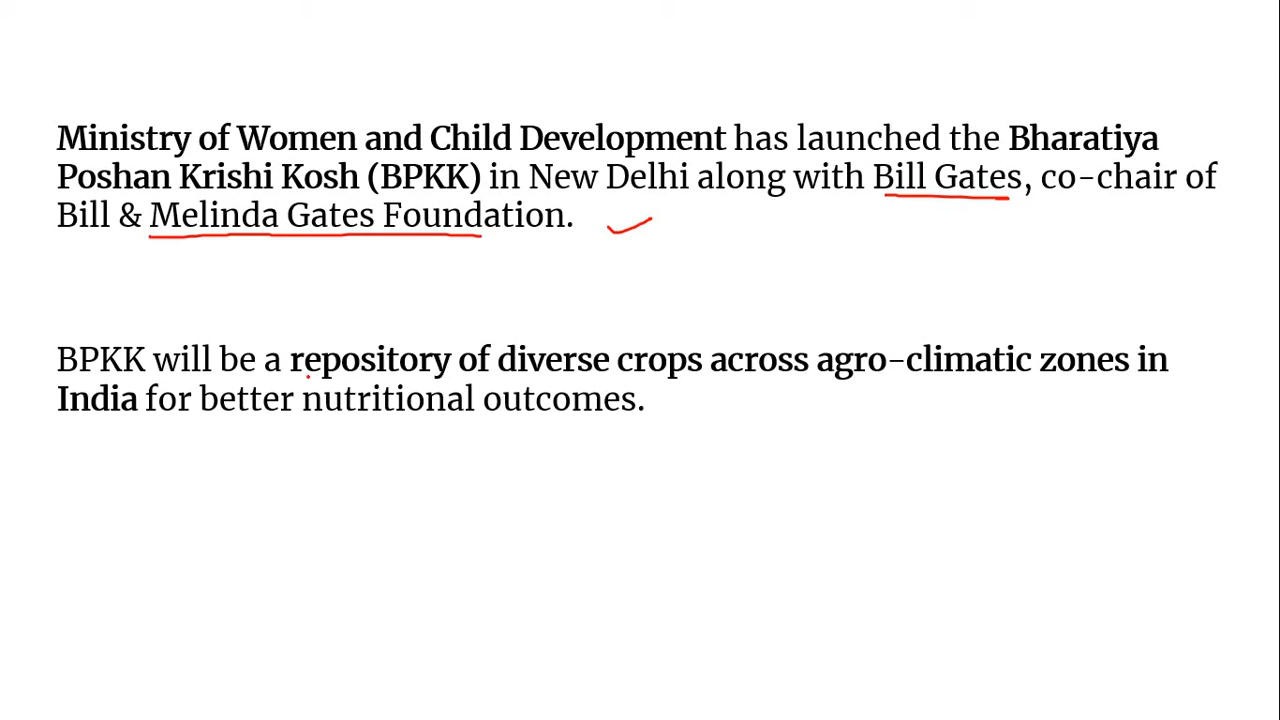 Ministry of Women and Child Development has launched the Bharatiya
Poshan Krishi Kosh (BPKK) in New Delhi along with Bill Gates, co-chair of
Bill & Melinda Gates Foundation.
BPKK will be a repository of diverse crops across agro-climatic zones in
India for better nutritional outcomes.